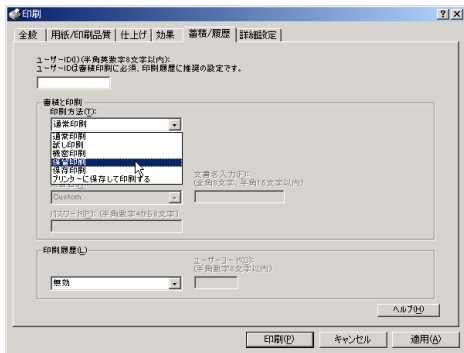 印刷
全般 用紙/印刷品質 仕上げ 効果 蓄積/履歴 詳細設定
ユーザーID(I)(半角英数字8文字以内):
ユーザーIDは蓄積印刷に必須、印刷履歴に推奨の設定です。
蓄積と印刷
印刷方法(T):
通常印刷
通常印刷
試し印刷
機密印刷
保留印刷
保存印刷
プリンターに保存して印刷する
文書名入力(F):
(全角8文字、半角16文字以内)
Custom
パスワード(P): (半角数字4から8文字)
印刷履歴(L)
ユーザーコード(C):
(半角数字8文字以内)
無効
ヘルプ(H)
印刷(P) キャンセル 適用(A)